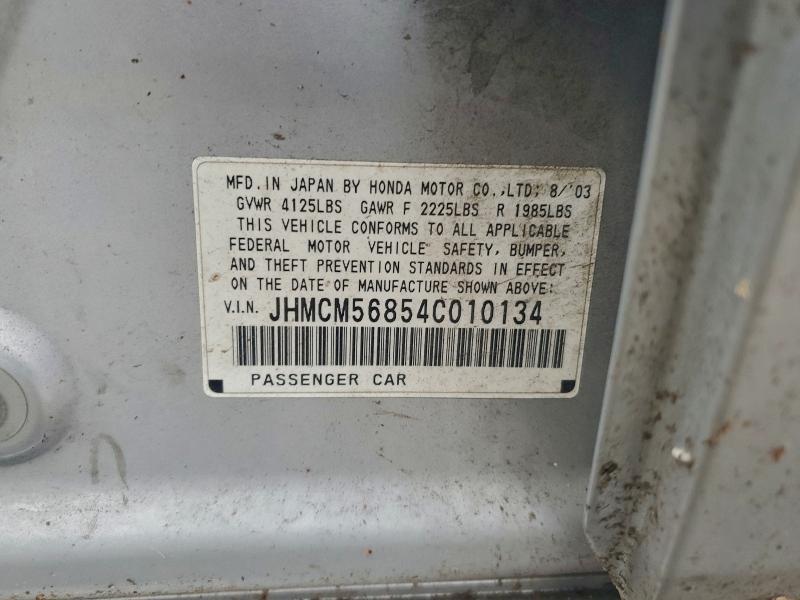 MFD. IN JAPAN BY HONDA MOTOR CO.,LTD; 8/'03
GVWR 4125LBS GAWR F 2225LBS R 1985LBS
THIS VEHICLE CONFORMS TO ALL APPLICABLE
FEDERAL MOTOR VEHICLE SAFETY, BUMPER,
AND THEFT PREVENTION STANDARDS IN EFFECT
ON THE DATE OF MANUFACTURE SHOWN ABOVE;
V.I.N. JHMCM56854C010134
PASSENGER CAR